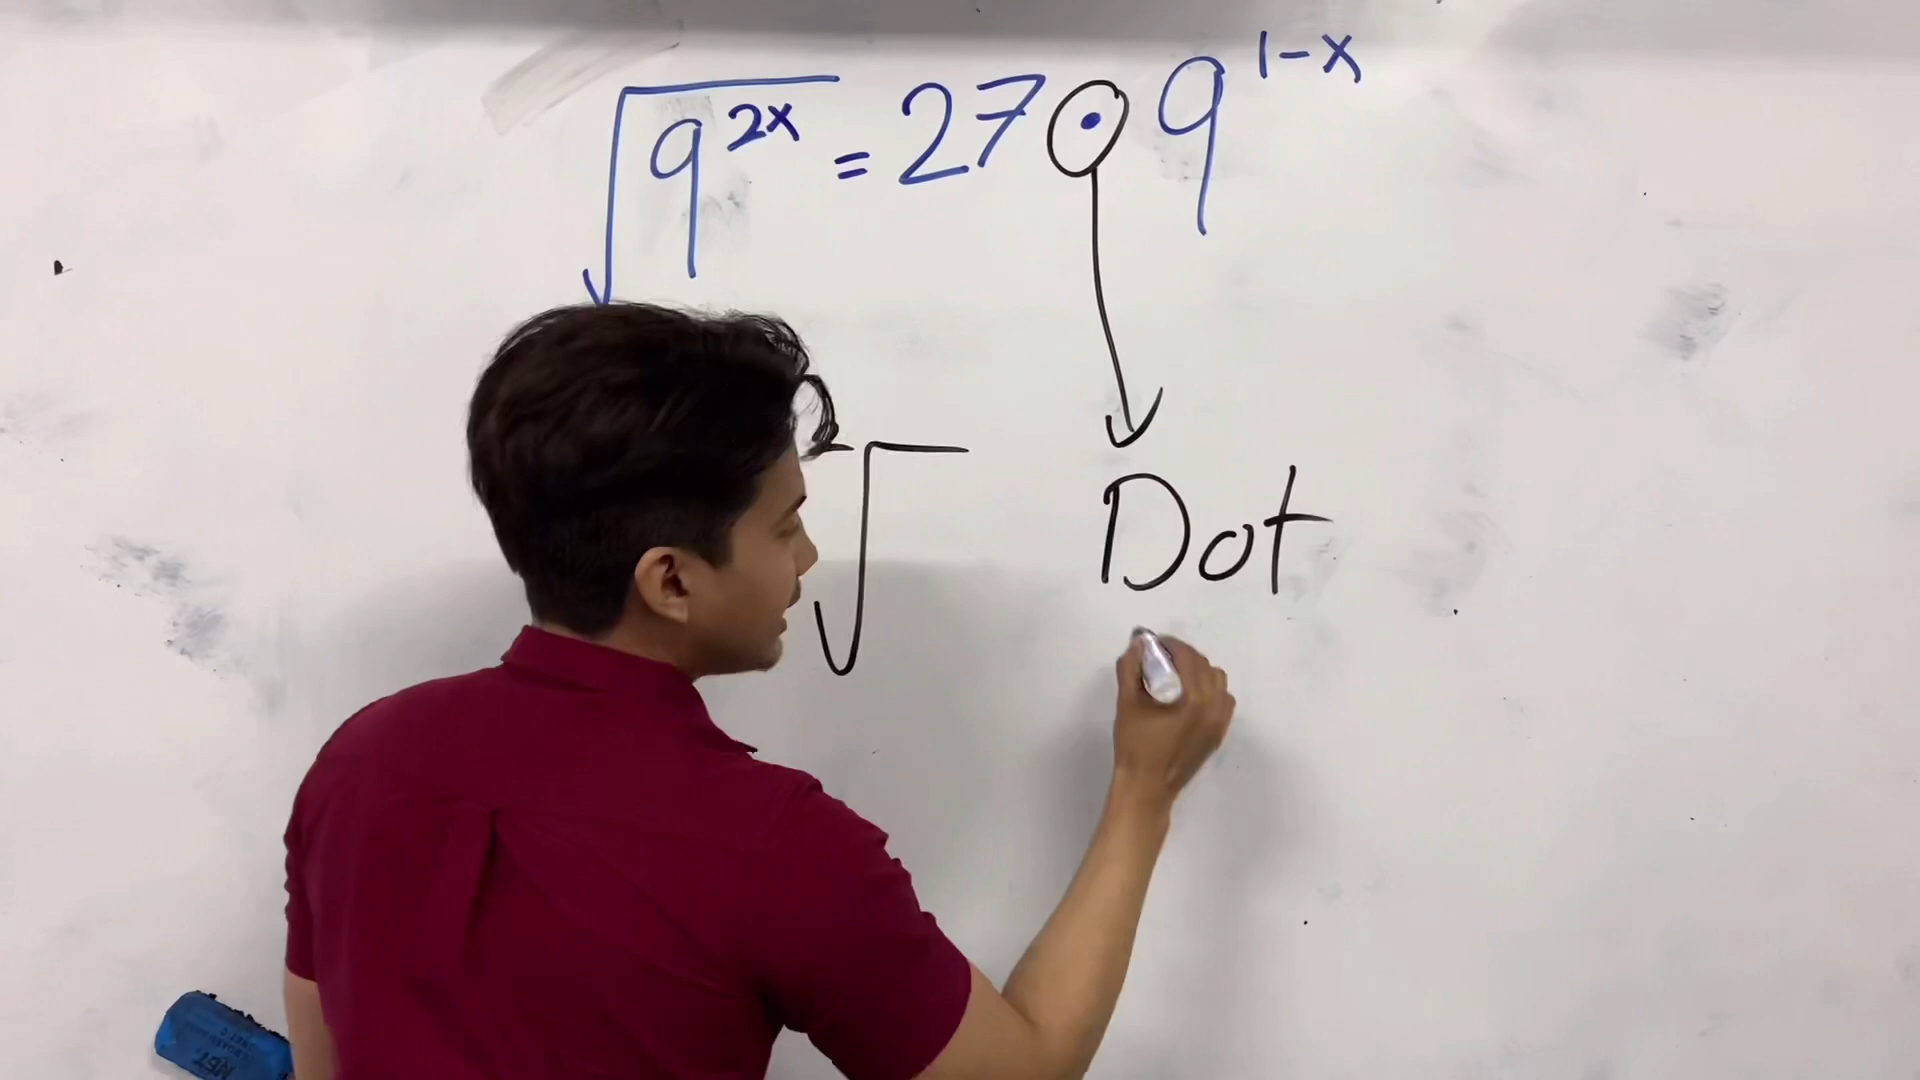 √9^2x = 27 · 9^1-x
√ Dot